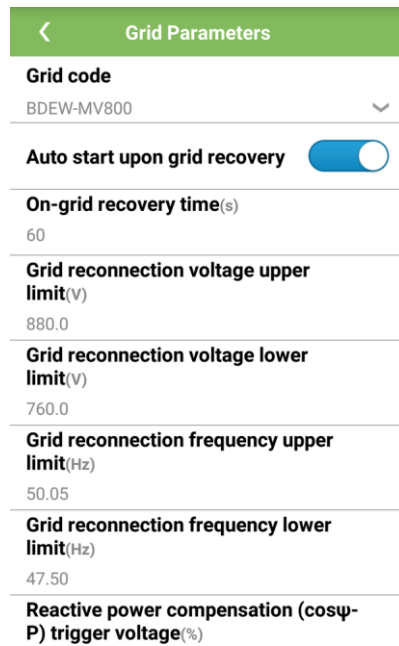 Grid Parameters
Grid code
BDEW-MV800
Auto start upon grid recovery
On-grid recovery time(s)
60
Grid reconnection voltage upper
limit(V)
880.0
Grid reconnection voltage lower
limit(V)
760.0
Grid reconnection frequency upper
limit(Hz)
50.05
Grid reconnection frequency lower
limit(Hz)
47.50
Reactive power compensation (cosψ-
P) trigger voltage(%)